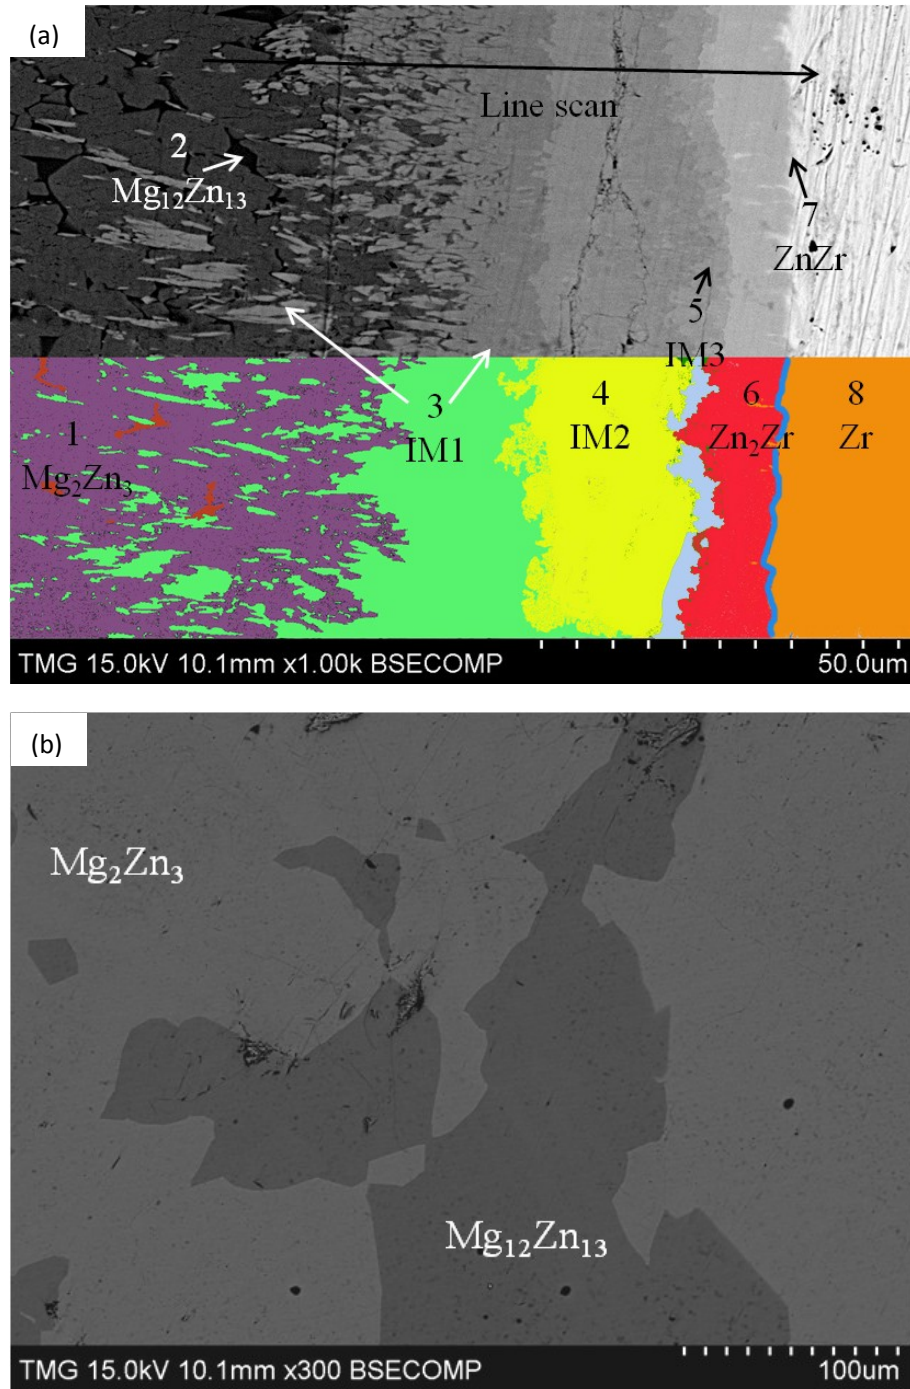 (a)
Line scan
2
Mg₁₂Zn₁₃
7
ZnZr
5
IM3
1
Mg₂Zn₃
3
IM1
4
IM2
6
Zn₂Zr
8
Zr
TMG 15.0kV 10.1mm x1.00k BSECOMP 50.0um
(b)
Mg₂Zn₃
Mg₁₂Zn₁₃
TMG 15.0kV 10.1mm x300 BSECOMP 100um